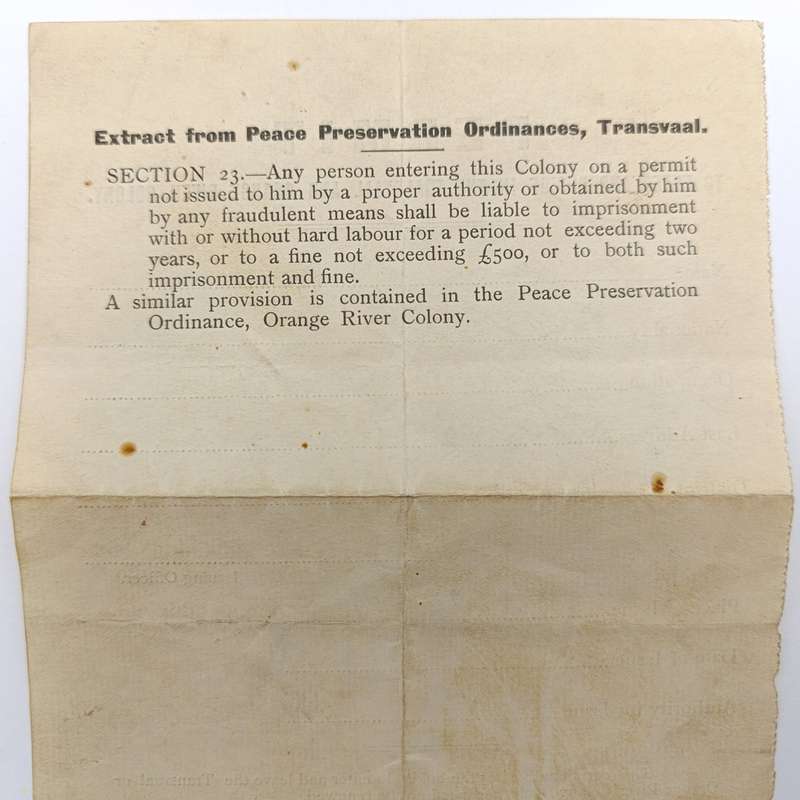 Extract from Peace Preservation Ordinances, Transvaal.
SECTION 23.—Any person entering this Colony on a permit
not issued to him by a proper authority or obtained by him
by any fraudulent means shall be liable to imprisonment
with or without hard labour for a period not exceeding two
years, or to a fine not exceeding £500, or to both such
imprisonment and fine.
A similar provision is contained in the Peace Preservation
Ordinance, Orange River Colony.